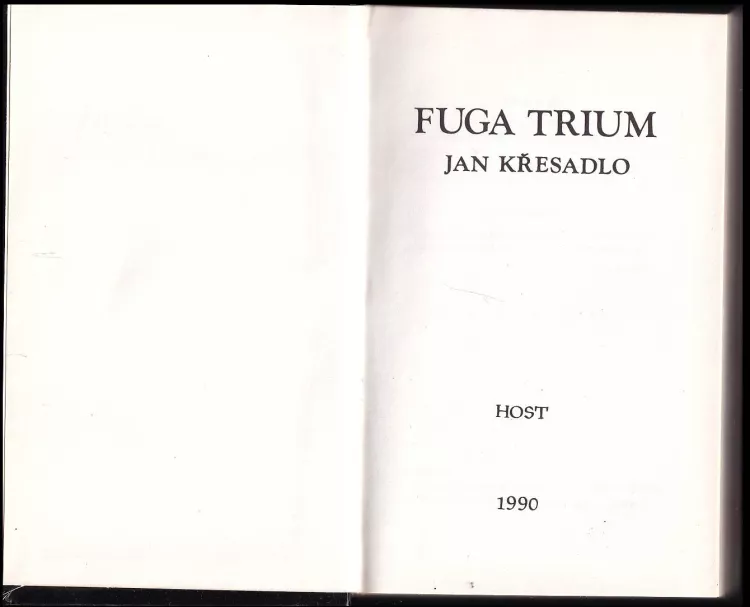 FUGA TRIUM
JAN KŘESADLO
HOST
1990